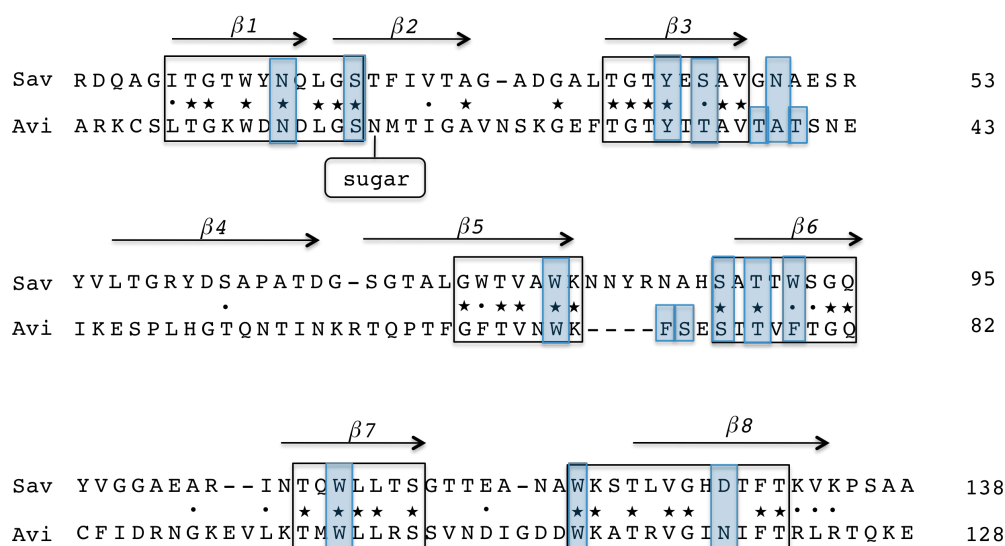 β1 β2 β3
Sav RDQAGITGTWYNQLGSTFIVTAG-ADGALTGTYESAVGNAESR 53
Avi ARKCSLTGKWDNDLGSNMTIGAVNSKGEFTGTYTTAVTATSNE 43
sugar
β4 β5 β6
Sav YVLTGRYDSAPATDG-SGTALGWTVAWKNNYRNAHSATTWSGQ 95
Avi IKESPLHGTQNTINKRTQPTFGFTVNWK----FSESITVFTGQ 82
β7 β8
Sav YVGGAEAR--INTQWLLTSGTTEA-NAWKSTLVGHDTFTKVKPSAA 138
Avi CFIDRNGKEVLKTMWLLRSSVNDIGDDWKATRVGINIFTRLRTQKE 128